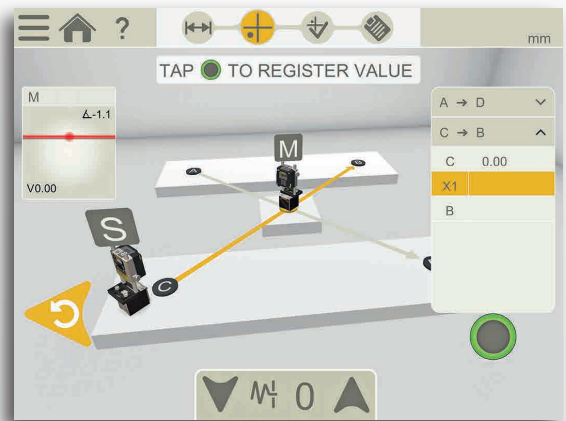 ?
mm
TAP TO REGISTER VALUE
M
∡-1.1
V0.00
A → D
C → B
C 0.00
X1
B
M
A
B
S
C
0